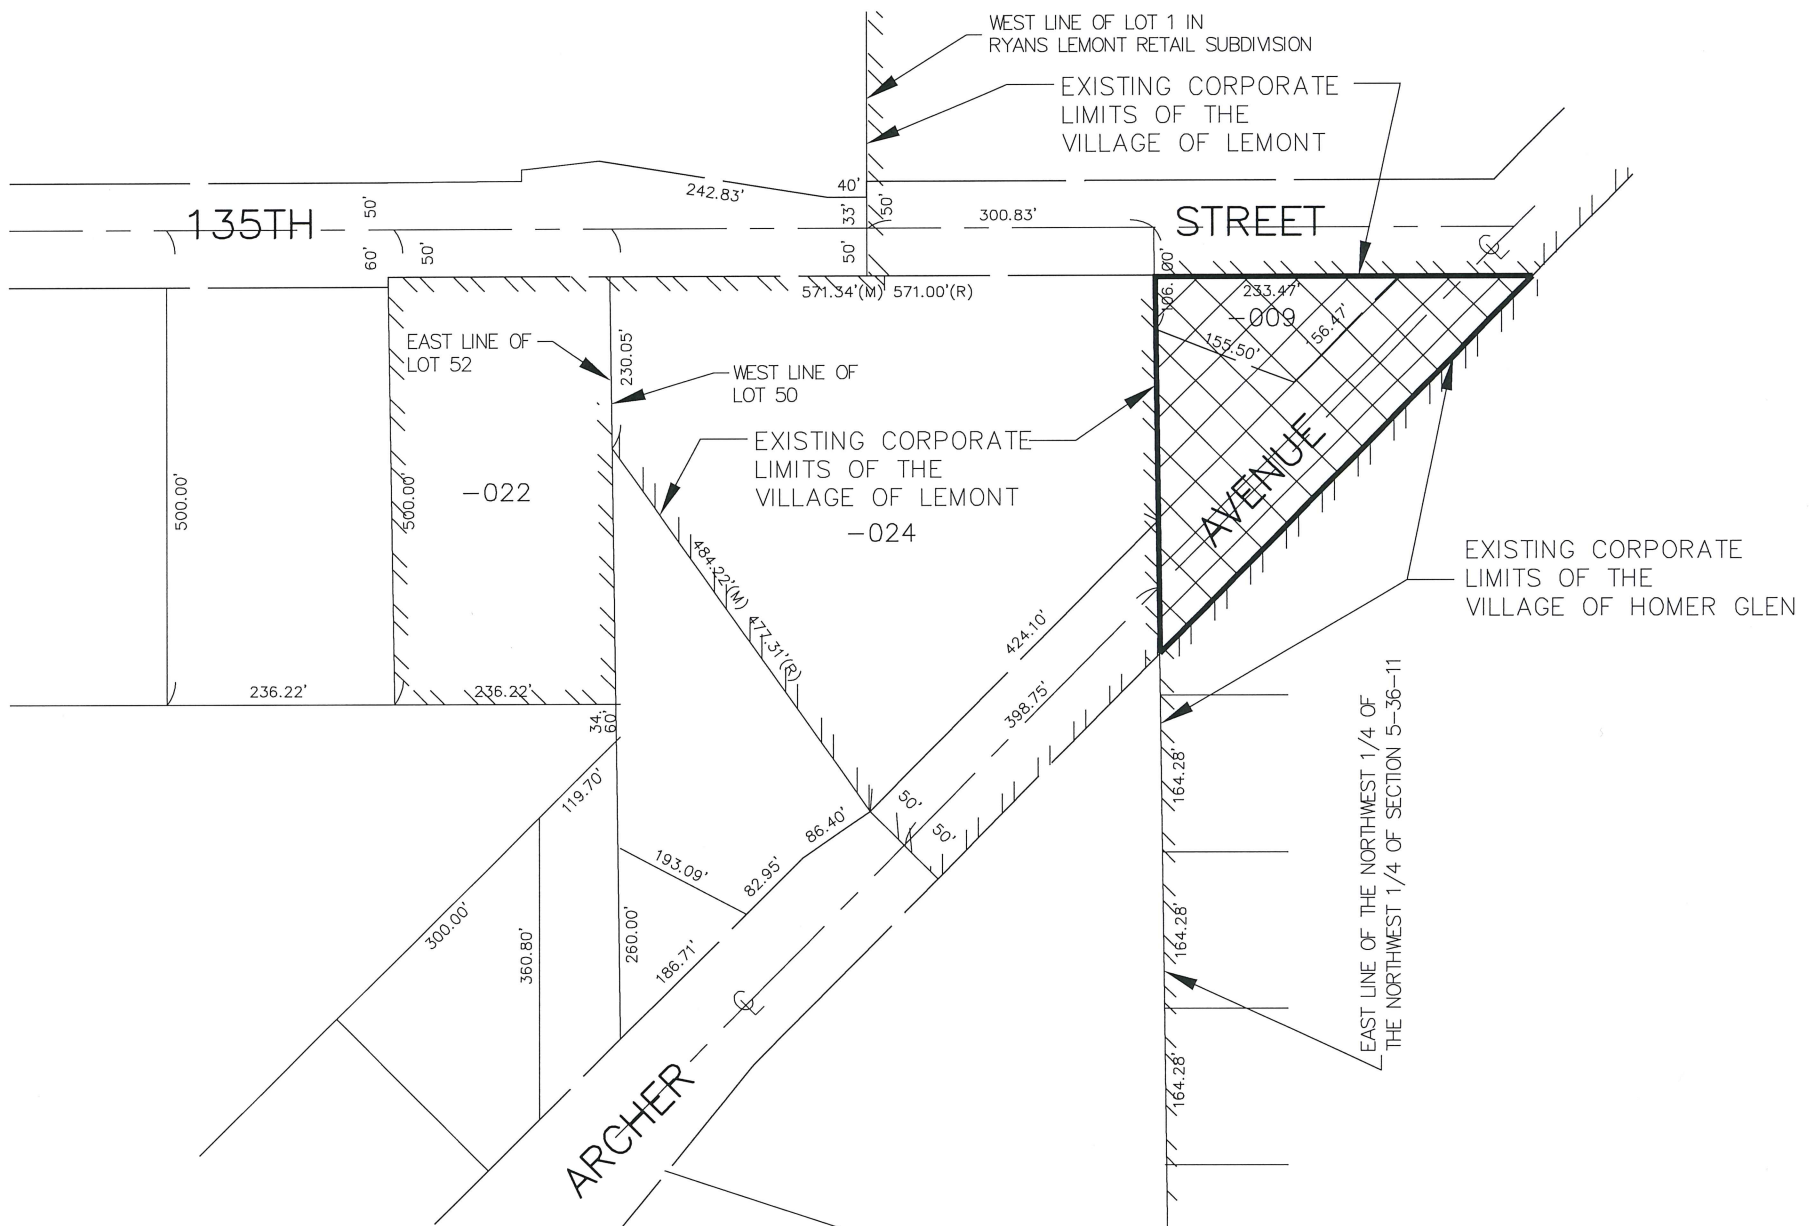 WEST LINE OF LOT 1 IN
RYANS LEMONT RETAIL SUBDIVISION
EXISTING CORPORATE
LIMITS OF THE
VILLAGE OF LEMONT
242.83'
40'
135TH
50'
60'
50'
33'
50'
50'
300.83'
STREET
571.34'(M) 571.00'(R)
106.00'
233.47'
-009
56.47'
155.50'
EAST LINE OF
LOT 52
230.05'
WEST LINE OF
LOT 50
EXISTING CORPORATE
LIMITS OF THE
VILLAGE OF LEMONT
-024
500.00'
500.00'
-022
AVENUE
484.22'(M) 477.31'(R)
EXISTING CORPORATE
LIMITS OF THE
VILLAGE OF HOMER GLEN
424.10'
398.75'
236.22'
236.22'
34.
60'
119.70'
86.40'
50'
50'
82.95'
193.09'
300.00'
360.80'
260.00'
186.71'
164.28'
164.28'
164.28'
EAST LINE OF THE NORTHWEST 1/4 OF
THE NORTHWEST 1/4 OF SECTION 5-36-11
ARCHER